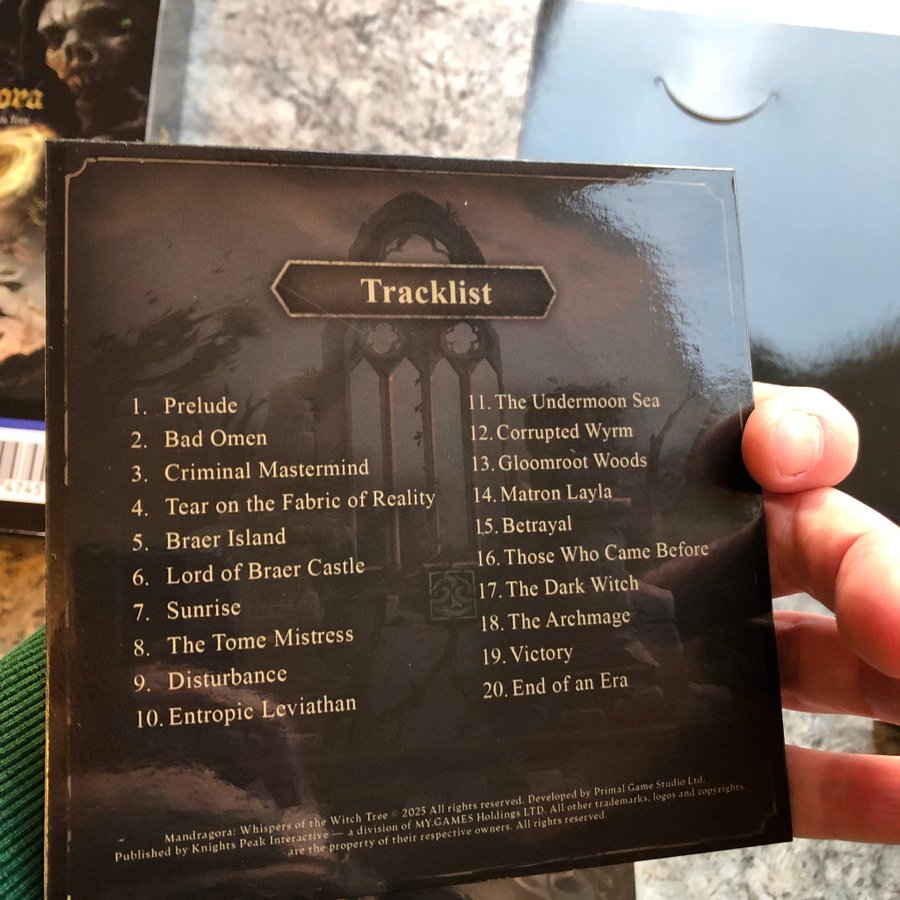 ora
Tracklist
1. Prelude
2. Bad Omen
3. Criminal Mastermind
4. Tear on the Fabric of Reality
5. Braer Island
6. Lord of Braer Castle
7. Sunrise
8. The Tome Mistress
9. Disturbance
10. Entropic Leviathan
11. The Undermoon Sea
12. Corrupted Wyrm
13. Gloomroot Woods
14. Matron Layla
15. Betrayal
16. Those Who Came Before
17. The Dark Witch
18. The Archmage
19. Victory
20. End of an Era
Mandragora: Whispers of the Witch Tree © 2025 All rights reserved. Developed by Primal Game Studio Ltd.
Published by Knights Peak Interactive — a division of MY.GAMES Holdings LTD. All other trademarks, logos and copyrights
are the property of their respective owners. All rights reserved.